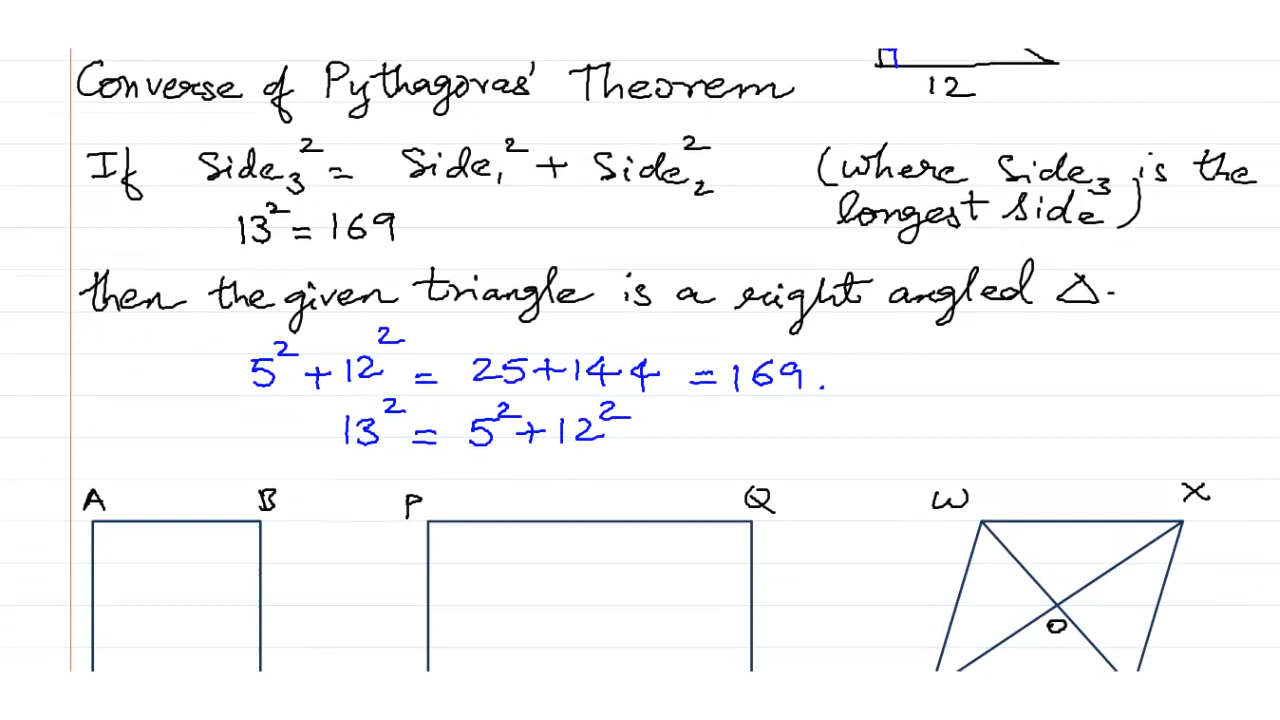 Converse of Pythagoras' Theorem
12
If Side₃² = Side₁² + Side₂² (where Side₃ is the
longest side)
13² = 169
then the given triangle is a right angled △.
5² + 12² = 25 + 144 = 169.
13² = 5² + 12²
A B P Q W X
O